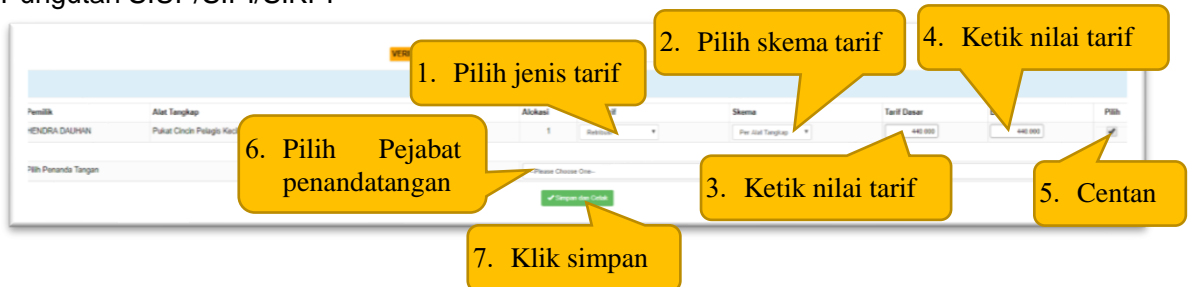 Pungutan SIUP/SIPI/SIKPI
VERI
1. Pilih jenis tarif
2. Pilih skema tarif
4. Ketik nilai tarif
Pemilik Alat Tangkap Alokasi if Skema Tarif Dasar Pilih
HENDRA DAUHAN Pukat Cincin Pelagis Kecil 1 Retribusi Per Alat Tangkap 440.000 440.000
6. Pilih Pejabat
penandatangan
Pilih Penanda Tangan --Please Choose One--
3. Ketik nilai tarif
5. Centan
Simpan dan Cetak
7. Klik simpan